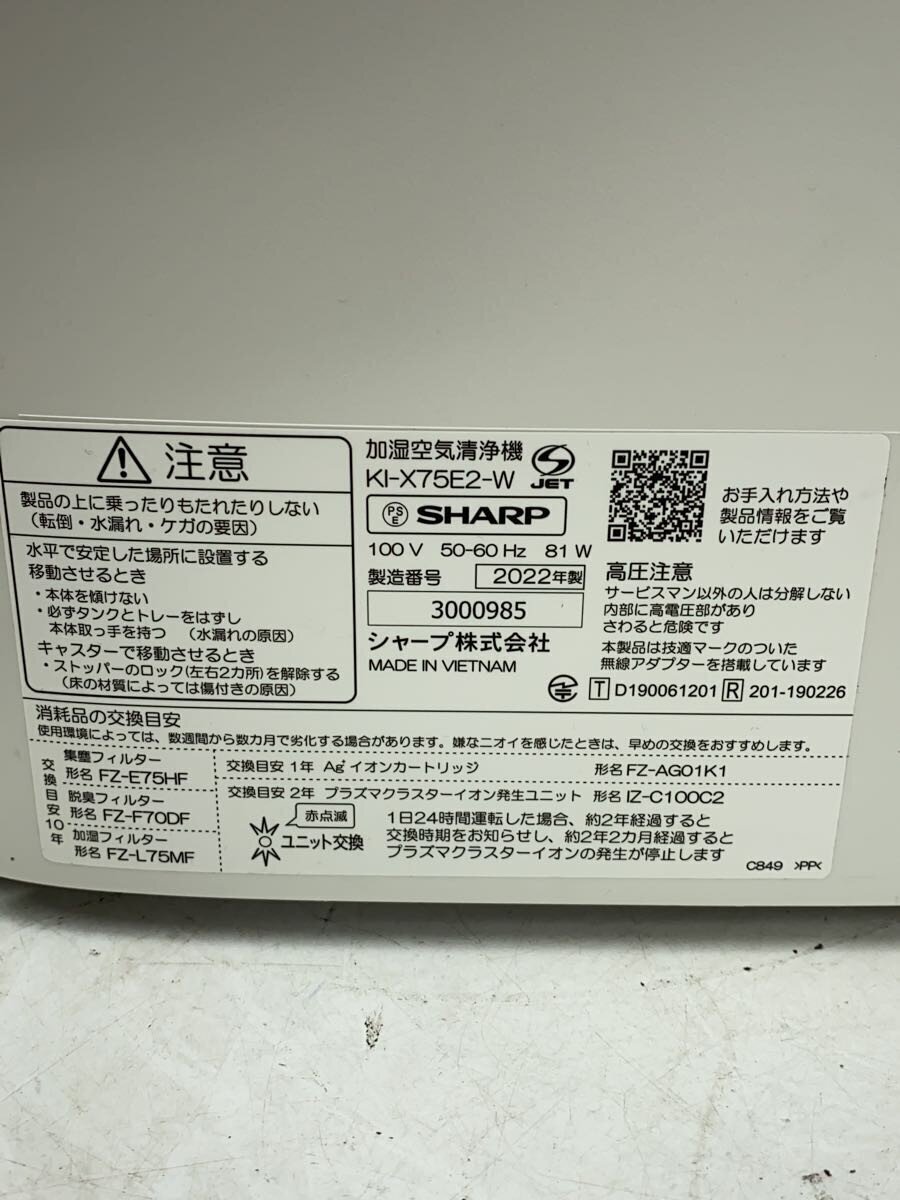 注意
製品の上に乗ったりもたれたりしない
（転倒・水漏れ・ケガの要因）
水平で安定した場所に設置する
移動させるとき
・本体を傾けない
・必ずタンクとトレーをはずし
本体取っ手を持つ （水漏れの原因）
キャスターで移動させるとき
・ストッパーのロック(左右2カ所)を解除する
（床の材質によっては傷付きの原因）
加湿空気清浄機
KI-X75E2-W
S JET
PS E SHARP
100 V 50-60 Hz 81 W
製造番号 2022年製
3000985
シャープ株式会社
MADE IN VIETNAM
お手入れ方法や
製品情報をご覧
いただけます
高圧注意
サービスマン以外の人は分解しない
内部に高電圧部があり
さわると危険です
本製品は技適マークのついた
無線アダプターを搭載しています
T D190061201 R 201-190226
消耗品の交換目安
使用環境によっては、数週間から数カ月で劣化する場合があります。嫌なニオイを感じたときは、早めの交換をおすすめします。
交換目安10年
集塵フィルター
形名 FZ-E75HF
脱臭フィルター
形名 FZ-F70DF
加湿フィルター
形名 FZ-L75MF
交換目安 1年 Ag⁺イオンカートリッジ 形名 FZ-AG01K1
交換目安 2年 プラズマクラスターイオン発生ユニット 形名 IZ-C100C2
赤点滅
ユニット交換
1日24時間運転した場合、約2年経過すると
交換時期をお知らせし、約2年2カ月経過すると
プラズマクラスターイオンの発生が停止します
C849 >PP<